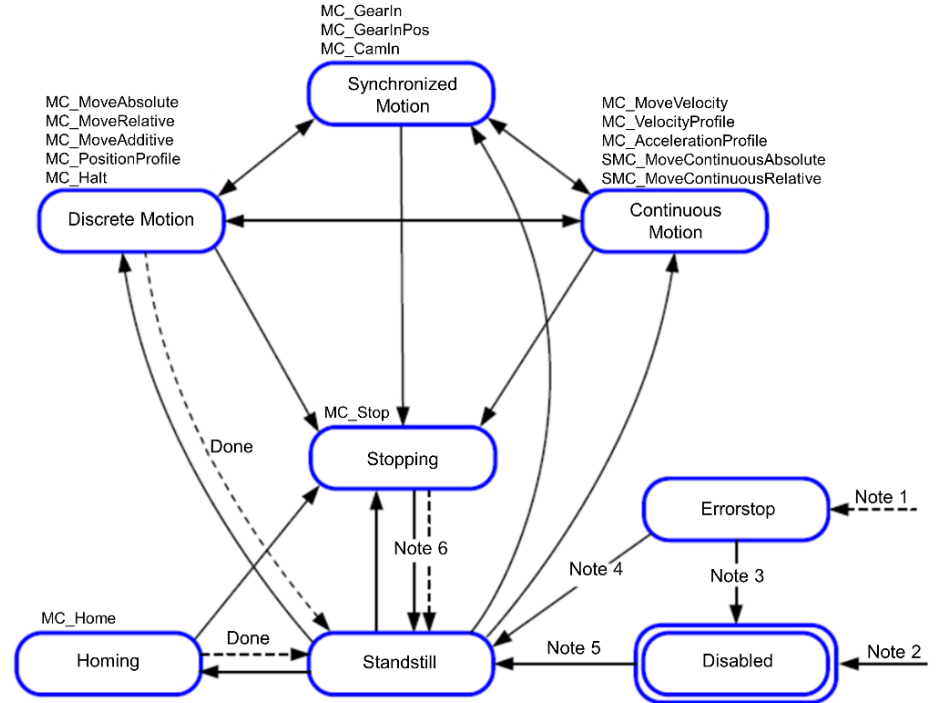 MC_GearIn
MC_GearInPos
MC_CamIn
Synchronized
Motion
MC_MoveAbsolute
MC_MoveRelative
MC_MoveAdditive
MC_PositionProfile
MC_Halt
Discrete Motion
MC_MoveVelocity
MC_VelocityProfile
MC_AccelerationProfile
SMC_MoveContinuousAbsolute
SMC_MoveContinuousRelative
Continuous
Motion
MC_Stop
Stopping
Done
Note 6
Errorstop
Note 1
Note 4
Note 3
MC_Home
Homing
Done
Standstill
Note 5
Disabled
Note 2